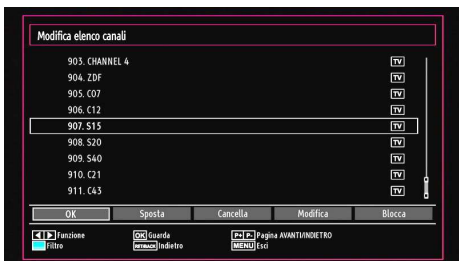 Modifica elenco canali
903. CHANNEL 4 TV
904. ZDF TV
905. C07 TV
906. C12 TV
907. S15 TV
908. S20 TV
909. S40 TV
910. C21 TV
911. C43 TV
OK Sposta Cancella Modifica Blocca
Funzione OK Guarda P+ P- Pagina AVANTI/INDIETRO
Filtro Indietro MENU Esci